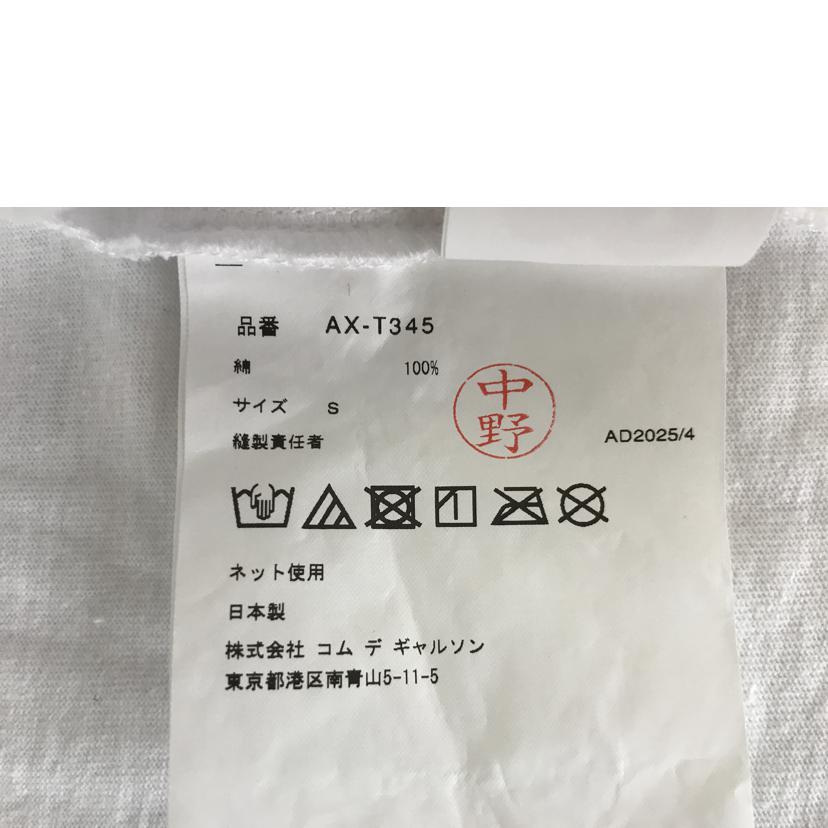 品番 AX-T345
綿 100%
サイズ S
縫製責任者 中野 AD2025/4
ネット使用
日本製
株式会社 コム デ ギャルソン
東京都港区南青山5-11-5